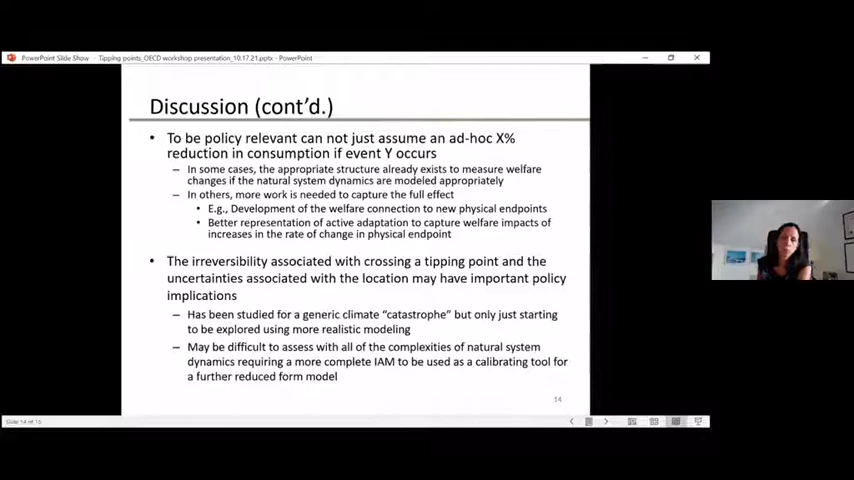 PowerPoint Slide Show - Tipping points_OECD workshop presentation_10.17.21.pptx - PowerPoint
Discussion (cont'd.)
• To be policy relevant can not just assume an ad-hoc X%
reduction in consumption if event Y occurs
– In some cases, the appropriate structure already exists to measure welfare
changes if the natural system dynamics are modeled appropriately
– In others, more work is needed to capture the full effect
• E.g., Development of the welfare connection to new physical endpoints
• Better representation of active adaptation to capture welfare impacts of
increases in the rate of change in physical endpoint
• The irreversibility associated with crossing a tipping point and the
uncertainties associated with the location may have important policy
implications
– Has been studied for a generic climate "catastrophe" but only just starting
to be explored using more realistic modeling
– May be difficult to assess with all of the complexities of natural system
dynamics requiring a more complete IAM to be used as a calibrating tool for
a further reduced form model
14
Slide 14 of 15